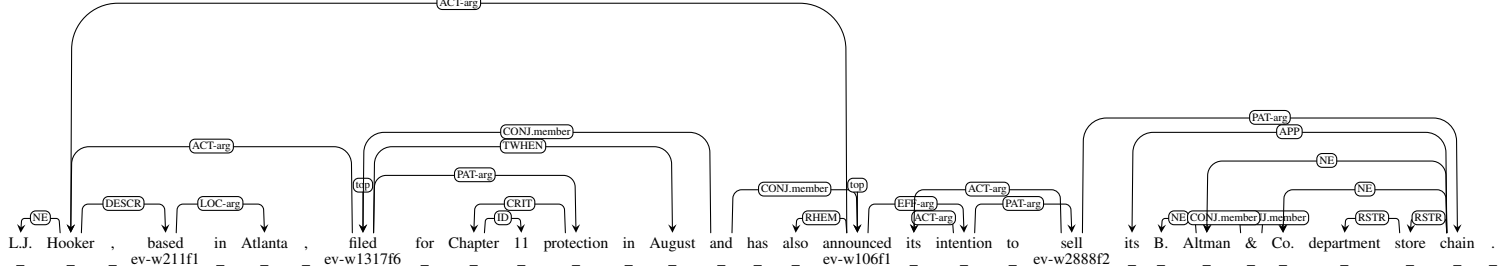 ACT-arg
PAT-arg
CONJ.member APP
ACT-arg TWHEN
NE
PAT-arg
top CONJ.member top ACT-arg NE
NE DESCR LOC-arg CRIT EFF-arg PAT-arg
ID RHEM ACT-arg NE CONJ.member RSTR RSTR
L.J. Hooker , based in Atlanta , filed for Chapter 11 protection in August and has also announced its intention to sell its B. Altman & Co. department store chain .
ev-w211f1 ev-w1317f6 ev-w106f1 ev-w2888f2
_ _ _ _ _ _ _ _ _ _ _ _ _ _ _ _ _ _ _ _ _ _ _ _ _ _ _ _ _ _ _